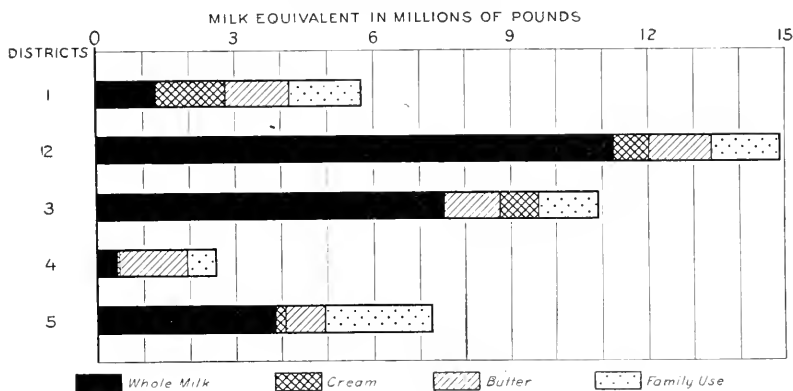 MILK EQUIVALENT IN MILLIONS OF POUNDS
0 3 6 9 12 15
DISTRICTS
1
2
3
4
5
Whole Milk Cream Butter Family Use